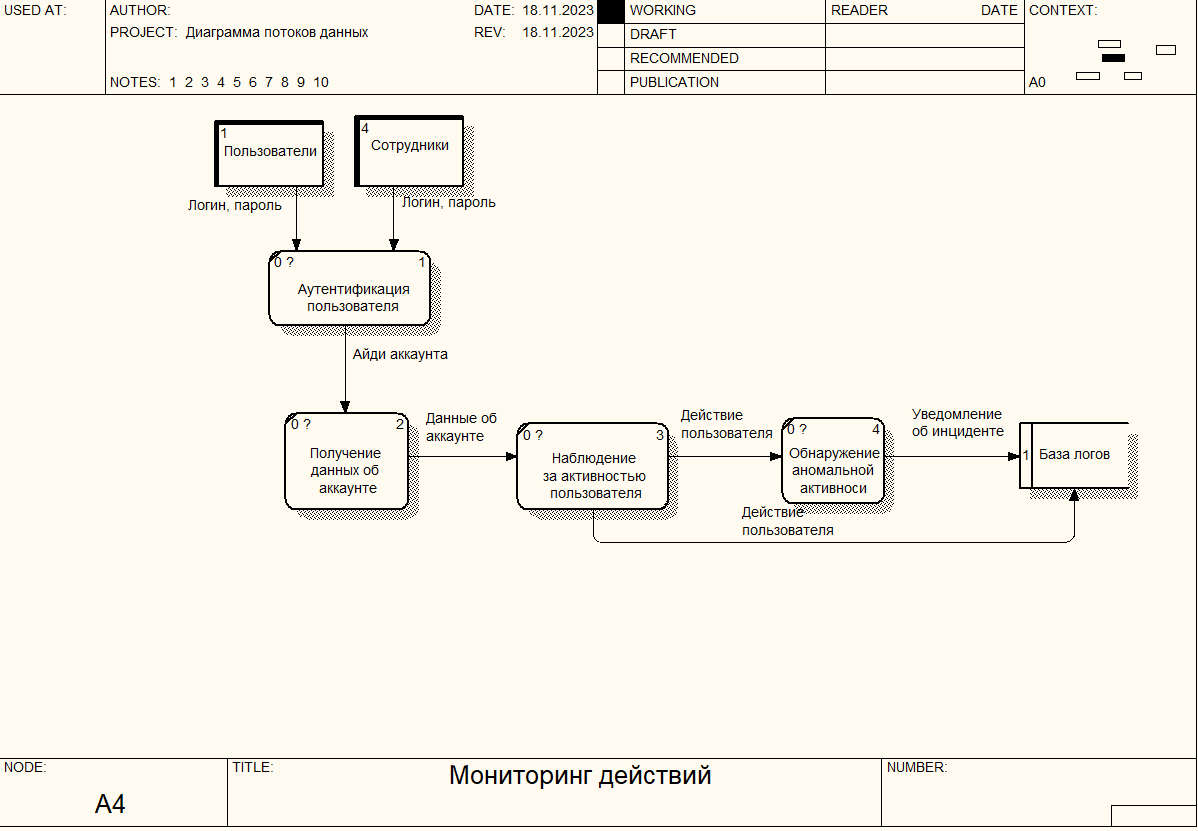 USED AT:
AUTHOR:
DATE: 18.11.2023
PROJECT: Диаграмма потоков данных
REV: 18.11.2023
NOTES: 1 2 3 4 5 6 7 8 9 10
WORKING
DRAFT
RECOMMENDED
PUBLICATION
READER
DATE
CONTEXT:
A0
1
Пользователи
4
Сотрудники
Логин, пароль
Логин, пароль
0 ?
1
Аутентификация
пользователя
Айди аккаунта
0 ?
2
Получение
данных об
аккаунте
Данные об
аккаунте
0 ?
3
Наблюдение
за активностью
пользователя
Действие
пользователя
0 ?
4
Обнаружение
аномальной
активноси
Уведомление
об инциденте
1
База логов
Действие
пользователя
NODE:
A4
TITLE:
Мониторинг действий
NUMBER: